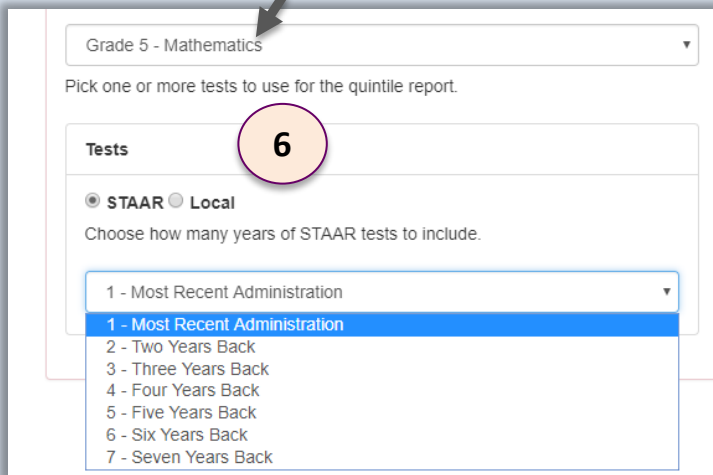 Grade 5 - Mathematics
Pick one or more tests to use for the quintile report.
Tests
6
STAAR Local
Choose how many years of STAAR tests to include.
1 - Most Recent Administration
1 - Most Recent Administration
2 - Two Years Back
3 - Three Years Back
4 - Four Years Back
5 - Five Years Back
6 - Six Years Back
7 - Seven Years Back